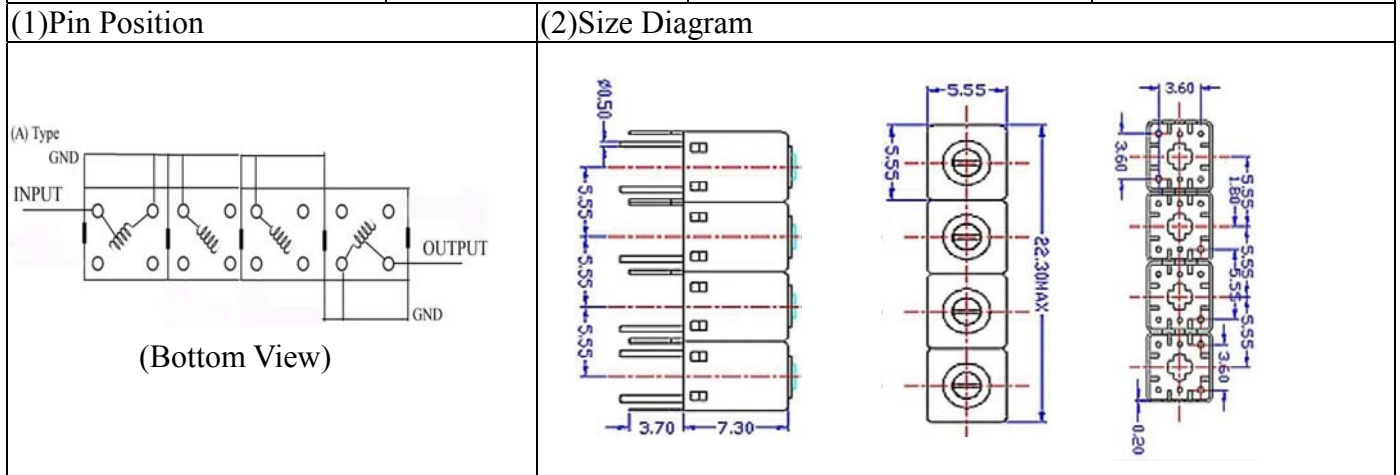 (1)Pin Position
(2)Size Diagram
(A) Type
GND
INPUT
OUTPUT
GND
(Bottom View)
ø0.50
5.55
5.55
5.55
3.70
7.30
5.55
5.55
22.30MAX
3.60
3.60
5.55
1.80
5.55
5.55
5.55
3.60
0.20